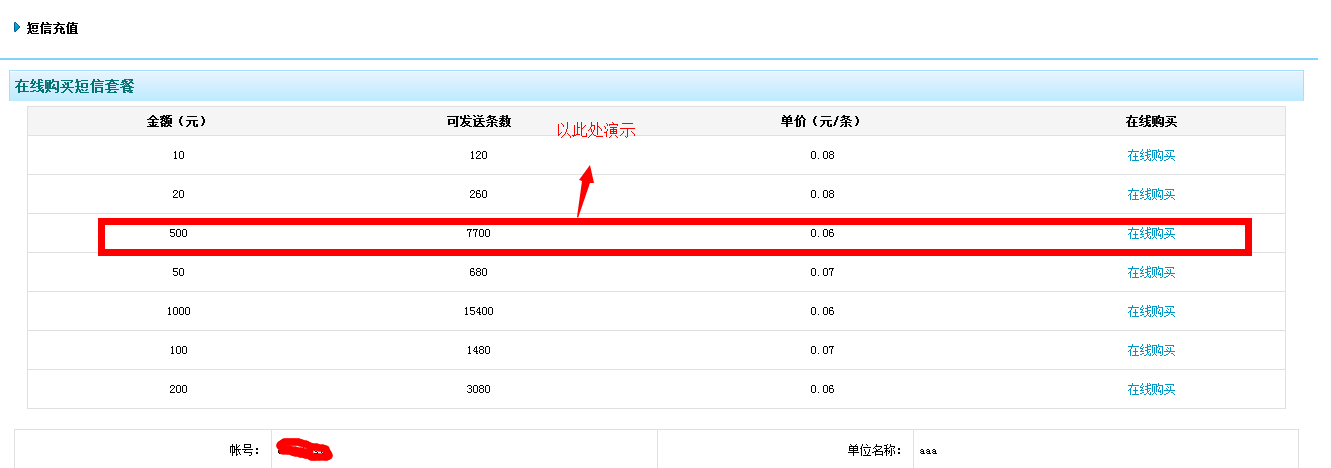 短信充值
在线购买短信套餐
金额（元） 可发送条数 单价（元/条） 在线购买
以此处演示
10 120 0.08 在线购买
20 260 0.08 在线购买
500 7700 0.06 在线购买
50 680 0.07 在线购买
1000 15400 0.06 在线购买
100 1480 0.07 在线购买
200 3080 0.06 在线购买
帐号： 单位名称： aaa